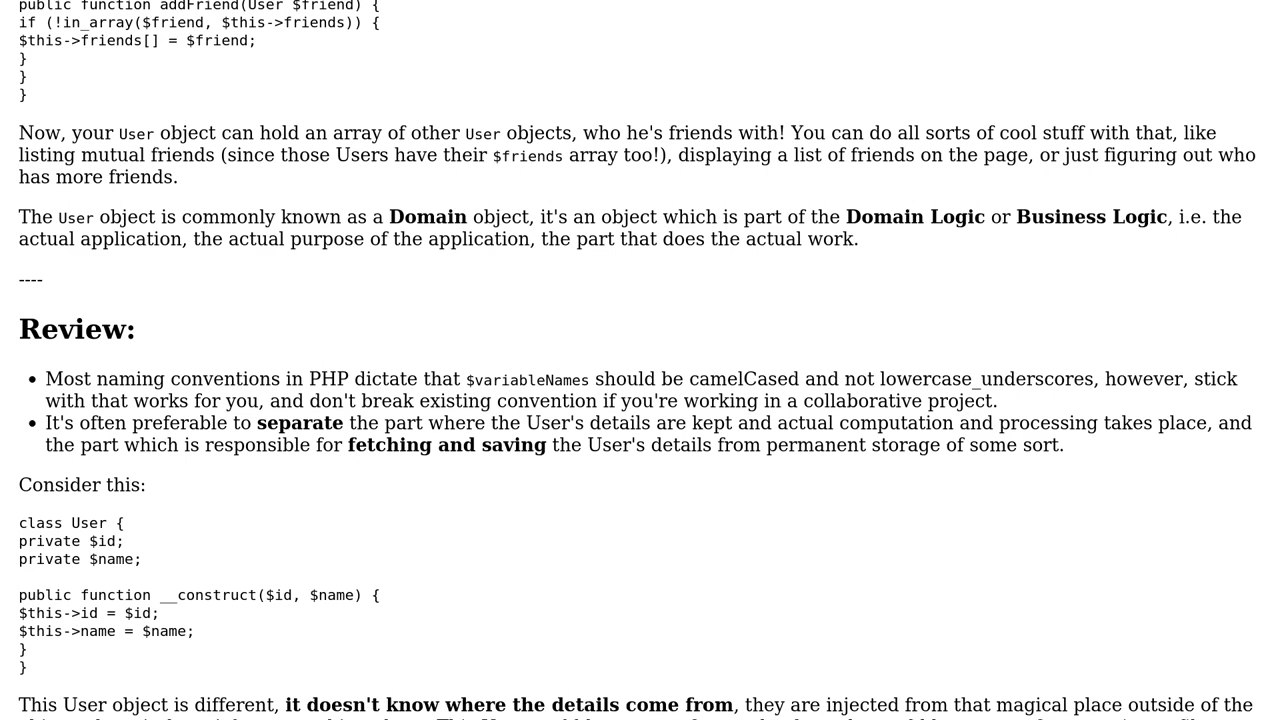 public function addFriend(User $friend) {
if (!in_array($friend, $this->friends)) {
$this->friends[] = $friend;
}
}
}
Now, your User object can hold an array of other User objects, who he's friends with! You can do all sorts of cool stuff with that, like
listing mutual friends (since those Users have their $friends array too!), displaying a list of friends on the page, or just figuring out who
has more friends.
The User object is commonly known as a Domain object, it's an object which is part of the Domain Logic or Business Logic, i.e. the
actual application, the actual purpose of the application, the part that does the actual work.
----
Review:
• Most naming conventions in PHP dictate that $variableNames should be camelCased and not lowercase_underscores, however, stick
with that works for you, and don't break existing convention if you're working in a collaborative project.
• It's often preferable to separate the part where the User's details are kept and actual computation and processing takes place, and
the part which is responsible for fetching and saving the User's details from permanent storage of some sort.
Consider this:
class User {
private $id;
private $name;
public function __construct($id, $name) {
$this->id = $id;
$this->name = $name;
}
}
This User object is different, it doesn't know where the details come from, they are injected from that magical place outside of the